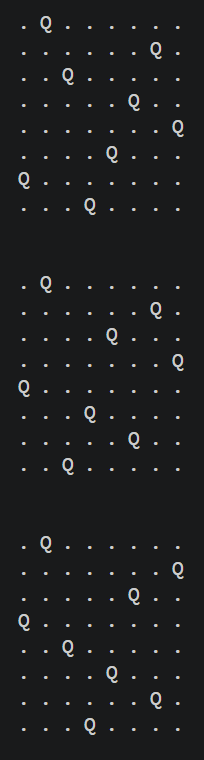 . Q . . . . . .
. . . . . . Q .
. . Q . . . . .
. . . . . Q . .
. . . . . . . Q
. . . . Q . . .
Q . . . . . . .
. . . Q . . . .
. Q . . . . . .
. . . . . . Q .
. . . . Q . . .
. . . . . . . Q
Q . . . . . . .
. . . Q . . . .
. . . . . Q . .
. . Q . . . . .
. Q . . . . . .
. . . . . . . Q
. . . . . Q . .
Q . . . . . . .
. . Q . . . . .
. . . . Q . . .
. . . . . . Q .
. . . Q . . . .